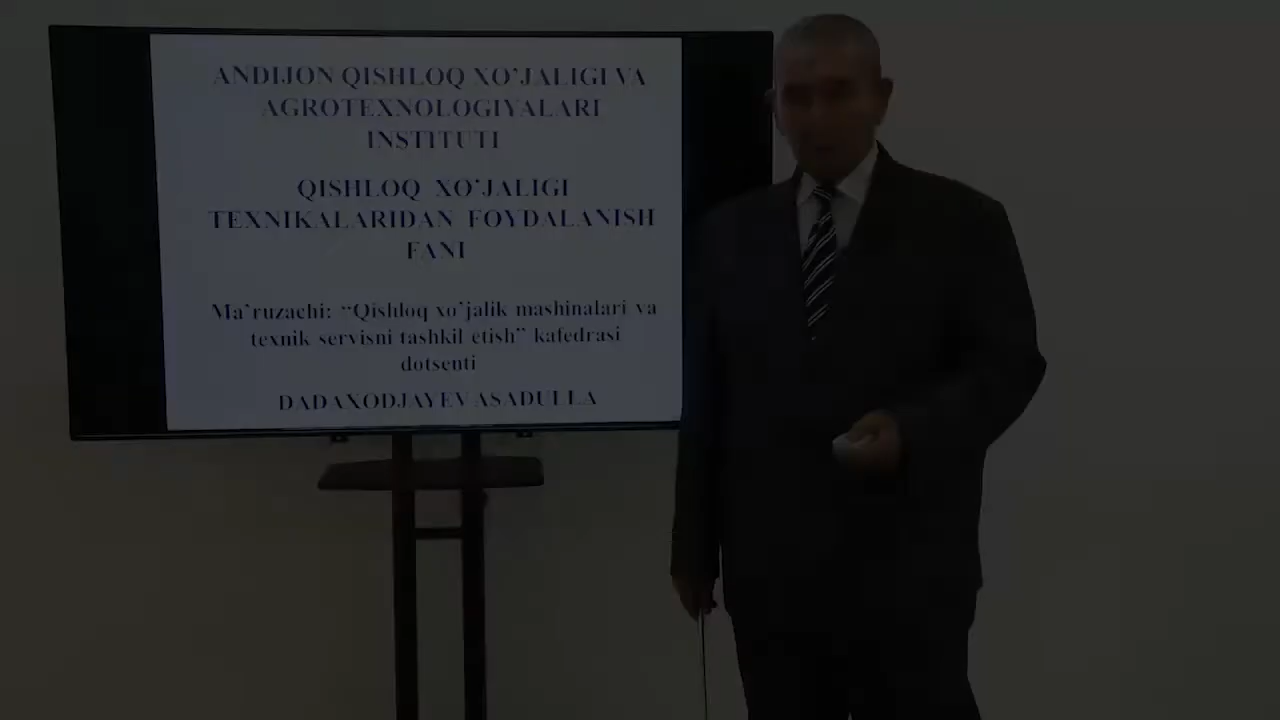 ANDIJON QISHLOQ XO’JALIGI VA
AGROTEXNOLOGIYALARI
INSTITUTI
QISHLOQ XO’JALIGI
TEXNIKALARIDAN FOYDALANISH
FANI
Ma’ruzachi: “Qishloq xo’jalik mashinalari va
texnik servisni tashkil etish” kafedrasi
dotsenti
DADAXODJAYEV ASADULLA